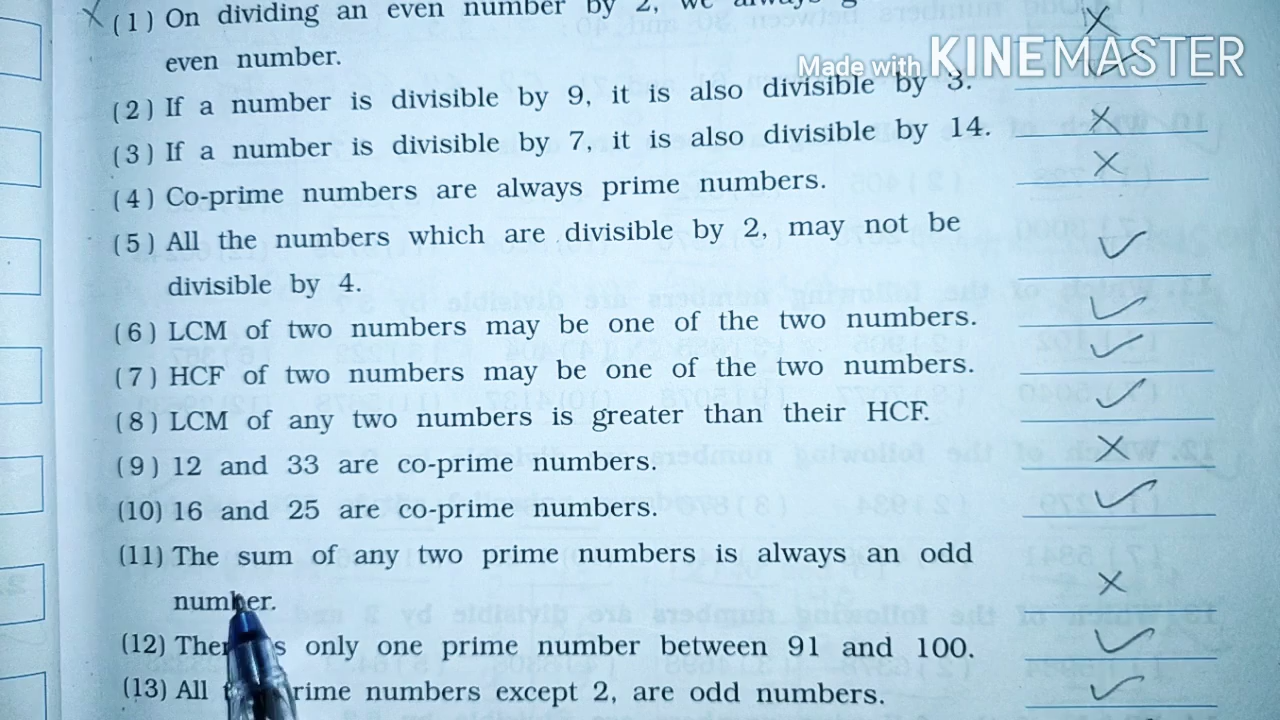 (1) On dividing an even number by 2, we always
even number.
Made with KINEMASTER
(2) If a number is divisible by 9, it is also divisible by 3.
(3) If a number is divisible by 7, it is also divisible by 14.
(4) Co-prime numbers are always prime numbers.
(5) All the numbers which are divisible by 2, may not be
divisible by 4.
(6) LCM of two numbers may be one of the two numbers.
(7) HCF of two numbers may be one of the two numbers.
(8) LCM of any two numbers is greater than their HCF.
(9) 12 and 33 are co-prime numbers.
(10) 16 and 25 are co-prime numbers.
(11) The sum of any two prime numbers is always an odd
number.
(12) only one prime number between 91 and 100.
(13) All numbers except 2, are odd numbers.